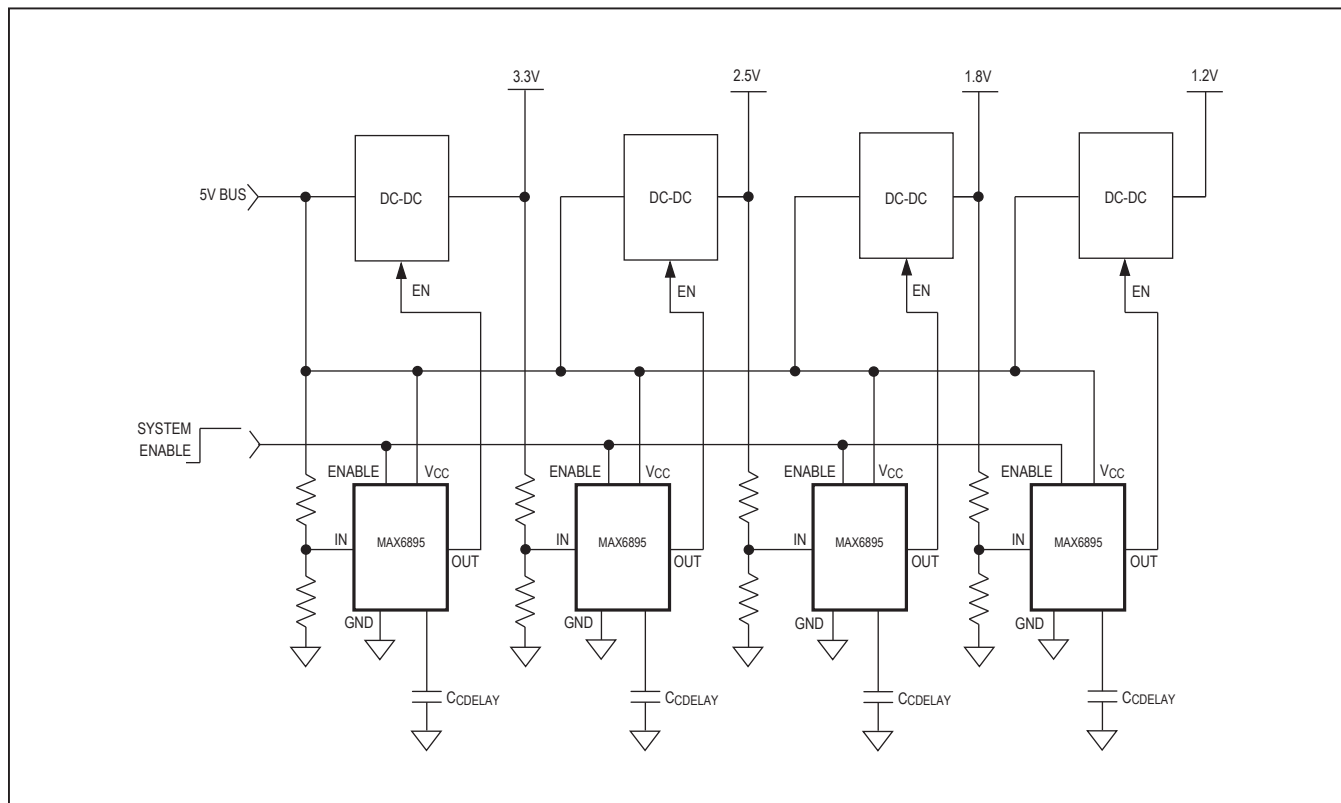 3.3V
2.5V
1.8V
1.2V
5V BUS
DC-DC
DC-DC
DC-DC
DC-DC
EN
EN
EN
EN
SYSTEM
ENABLE
ENABLE
VCC
ENABLE
VCC
ENABLE
VCC
ENABLE
VCC
IN
MAX6895
OUT
IN
MAX6895
OUT
IN
MAX6895
OUT
IN
MAX6895
OUT
GND
GND
GND
GND
CCDELAY
CCDELAY
CCDELAY
CCDELAY